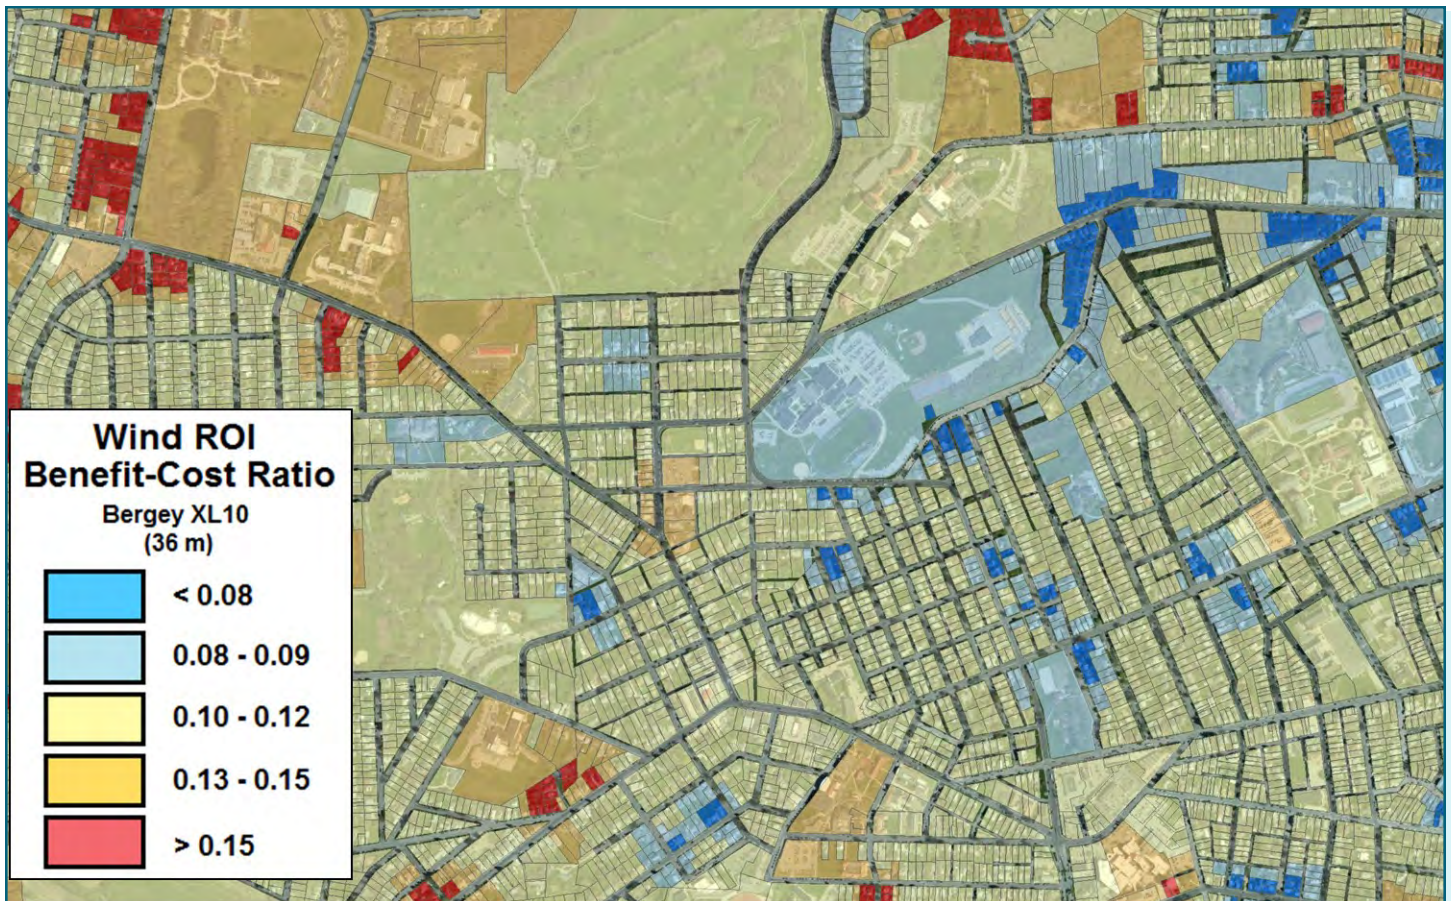 Wind ROI
Benefit-Cost Ratio
Bergey XL10
(36 m)
< 0.08
0.08 - 0.09
0.10 - 0.12
0.13 - 0.15
> 0.15